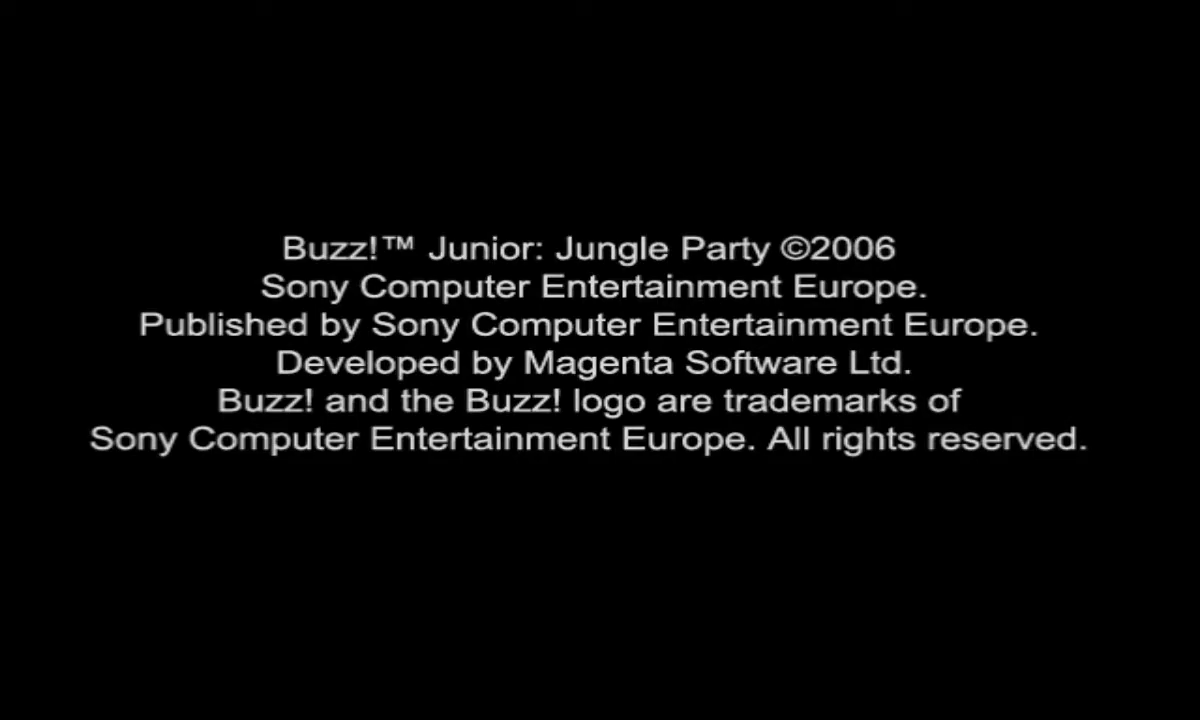 Buzz!™ Junior: Jungle Party ©2006
Sony Computer Entertainment Europe.
Published by Sony Computer Entertainment Europe.
Developed by Magenta Software Ltd.
Buzz! and the Buzz! logo are trademarks of
Sony Computer Entertainment Europe. All rights reserved.